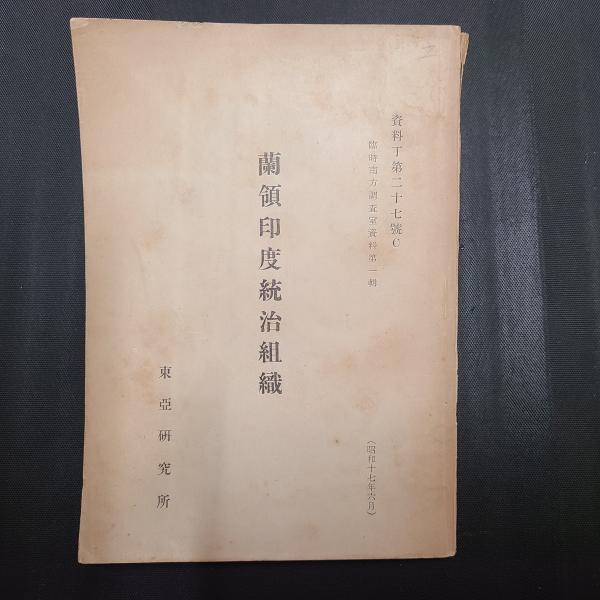 資料丁第二十七號C
臨時南方調査室資料第一輯
(昭和十七年六月)
蘭領印度統治組織
東亞研究所